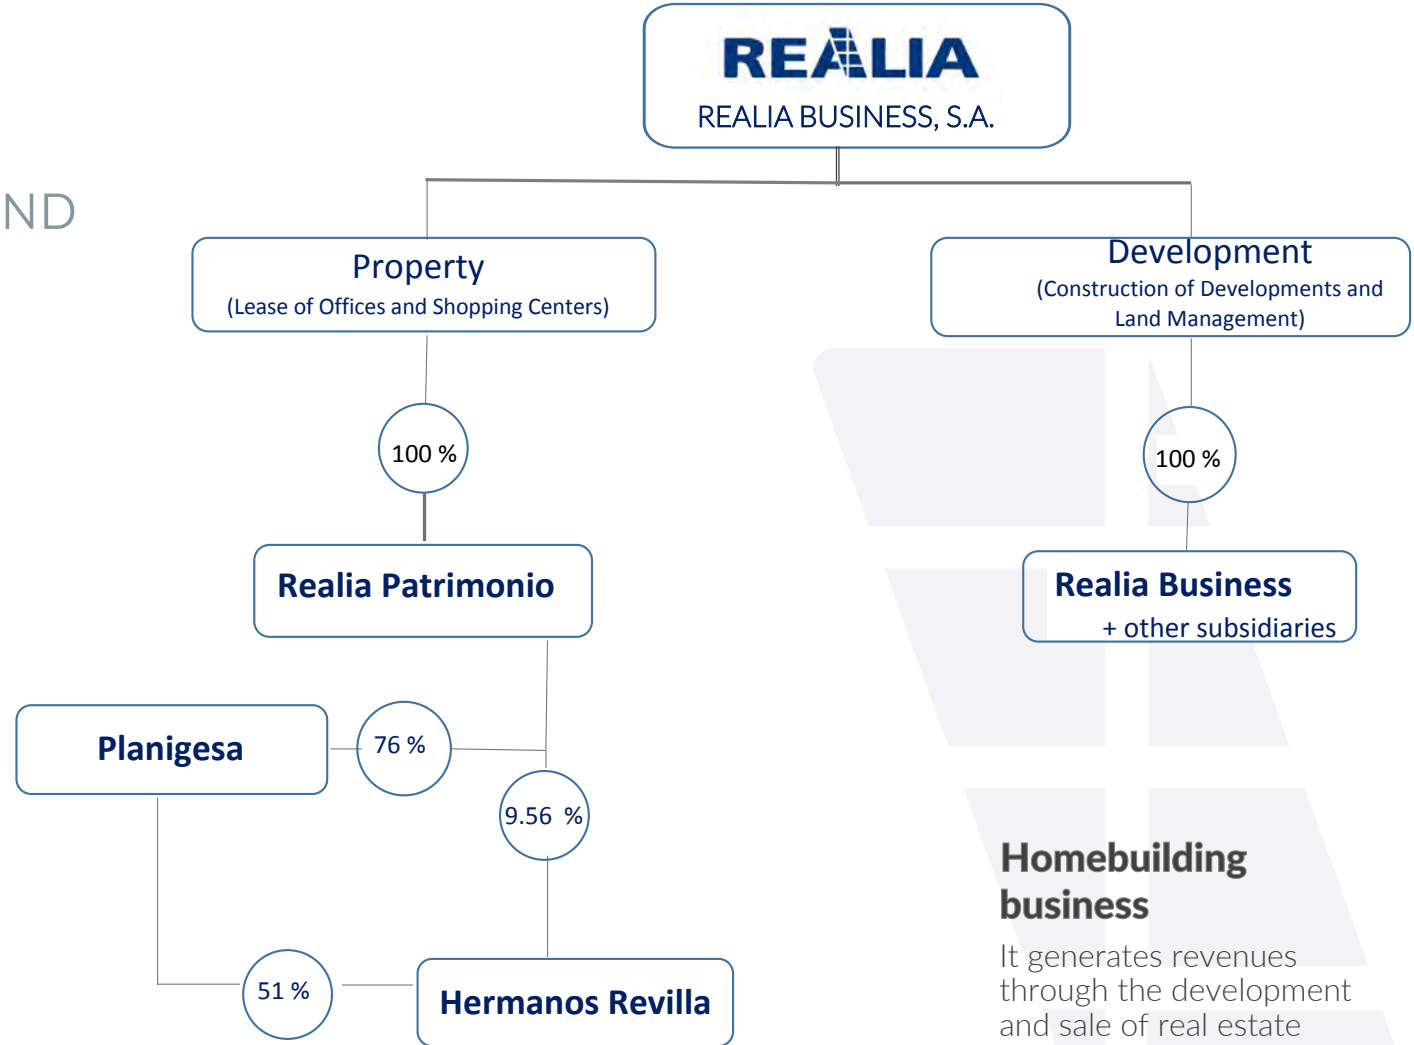 REALIA
REALIA BUSINESS, S.A.
ND
Property
(Lease of Offices and Shopping Centers)
Development
(Construction of Developments and
Land Management)
100 %
100 %
Realia Patrimonio
Realia Business
+ other subsidiaries
Planigesa
76 %
9.56 %
51 %
Hermanos Revilla
Homebuilding
business
It generates revenues
through the development
and sale of real estate